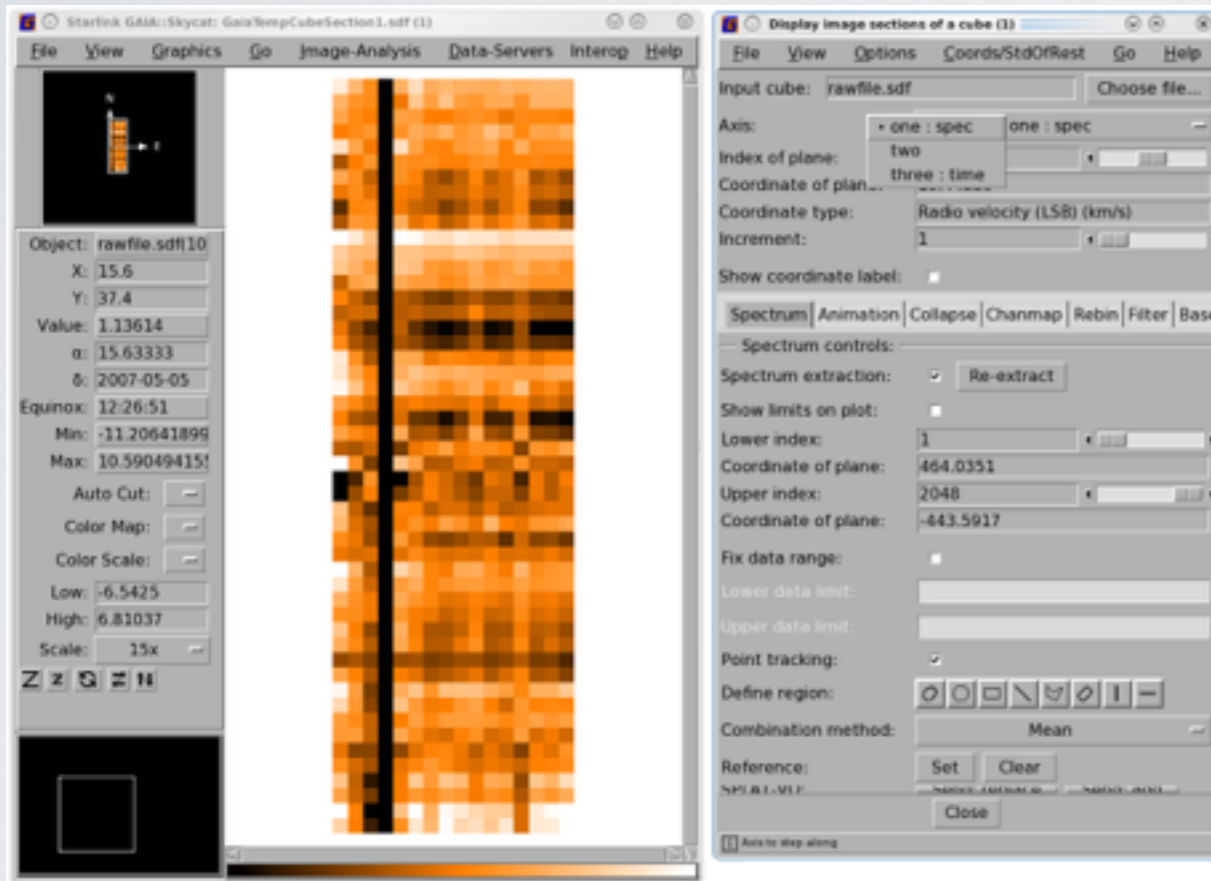 Starlink GAIA::Skycat: GaiaTempCubeSection1.sdf (1)
File View Graphics Go Image-Analysis Data-Servers Interop Help
N
E
Object: rawfile.sdf(10
X: 15.6
Y: 37.4
Value: 1.13614
α: 15.63333
δ: 2007-05-05
Equinox: 12:26:51
Min: -11.20641899
Max: 10.59049415
Auto Cut:
Color Map:
Color Scale:
Low: -6.5425
High: 6.81037
Scale: 15x
Z z
Display image sections of a cube (1)
File View Options Coords/StdOfRest Go Help
Input cube: rawfile.sdf Choose file...
Axis: one : spec one : spec
two
Index of plane:
three : time
Coordinate of plane:
Coordinate type: Radio velocity (LSB) (km/s)
Increment: 1
Show coordinate label:
Spectrum Animation Collapse Chanmap Rebin Filter Base
Spectrum controls:
Spectrum extraction: Re-extract
Show limits on plot:
Lower index: 1
Coordinate of plane: 464.0351
Upper index: 2048
Coordinate of plane: -443.5917
Fix data range:
Lower data limit:
Upper data limit:
Point tracking:
Define region:
Combination method: Mean
Reference: Set Clear
Close
Axis to step along